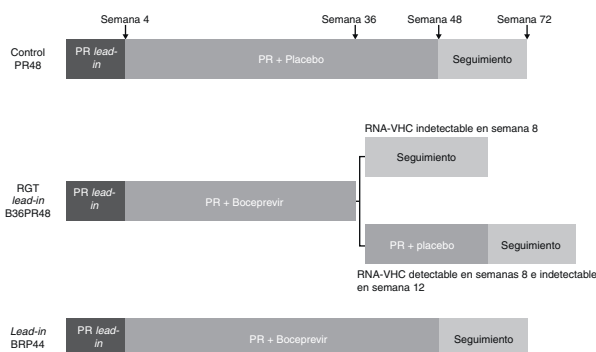 Semana 4
Semana 36
Semana 48
Semana 72
Control
PR48
PR lead-
in
PR + Placebo
Seguimiento
RNA-VHC indetectable en semana 8
Seguimiento
RGT
lead-in
B36PR48
PR lead-
in
PR + Boceprevir
PR + placebo
Seguimiento
RNA-VHC detectable en semanas 8 e indetectable
en semana 12
Lead-in
BRP44
PR lead-
in
PR + Boceprevir
Seguimiento